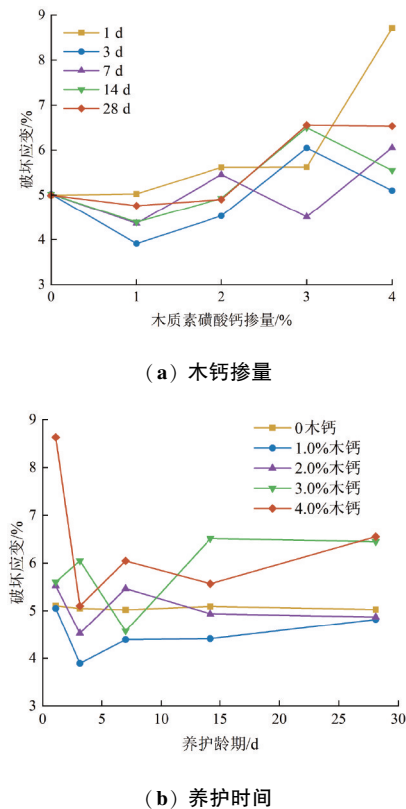 9
8
7
6
5
4
3
破坏应变/%
1 d
3 d
7 d
14 d
28 d
0 1 2 3 4
木质素磺酸钙掺量/%
(a) 木钙掺量
9
8
7
6
5
4
3
破坏应变/%
0木钙
1.0%木钙
2.0%木钙
3.0%木钙
4.0%木钙
0 5 10 15 20 25 30
养护龄期/d
(b) 养护时间